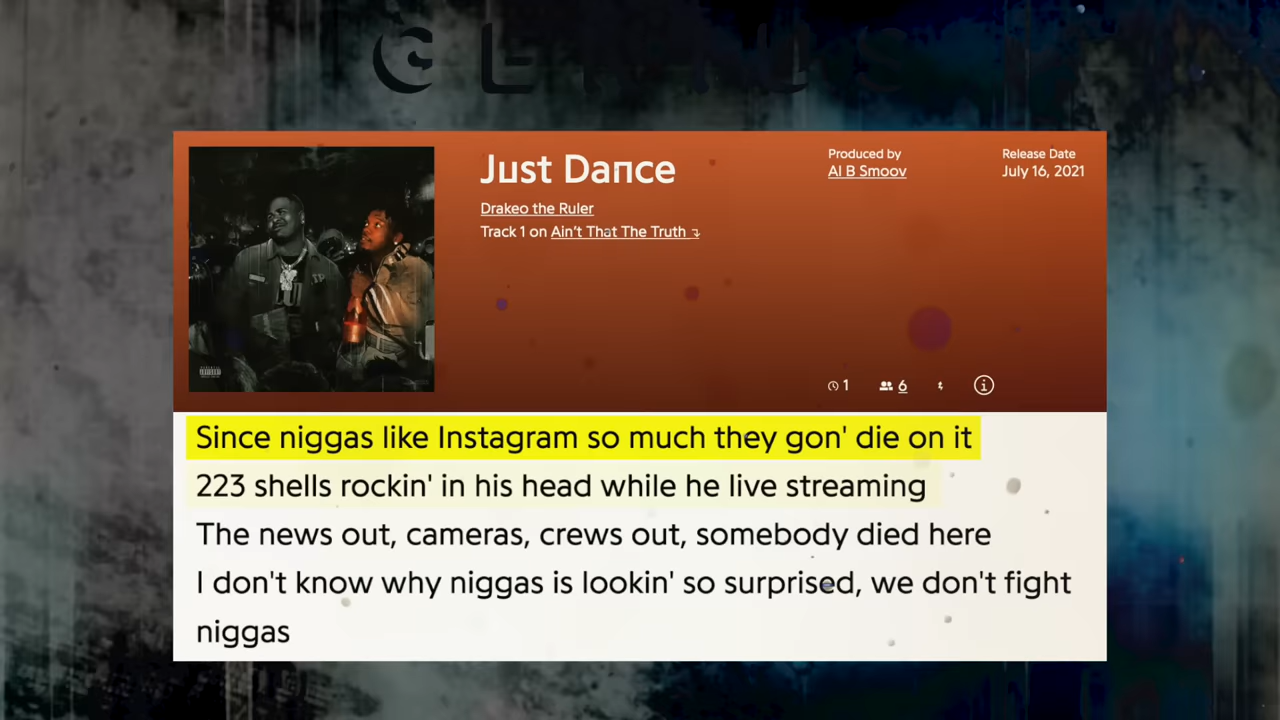 GENIUS
Just Dance
Drakeo the Ruler
Track 1 on Ain't That The Truth
Produced by
Al B Smoov
Release Date
July 16, 2021
1
6
Since niggas like Instagram so much they gon' die on it
223 shells rockin' in his head while he live streaming
The news out, cameras, crews out, somebody died here
I don't know why niggas is lookin' so surprised, we don't fight
niggas